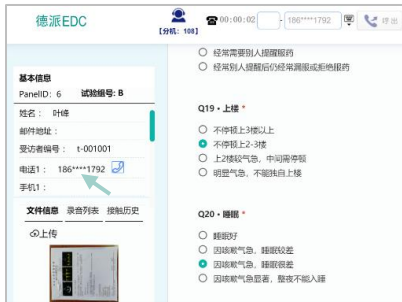 德派EDC
【分机：108】
00:00:02
186****1792
呼出
经常需要别人提醒服药
经常别人提醒后仍经常漏服或拒绝服药
基本信息
PanelID: 6 试验组号: B
姓名： 叶峰
邮件地址：
受访者编号： t-001001
电话1： 186****1792
手机1：
文件信息 录音列表 接触历史
上传
Q19・上楼 *
不停顿上3楼以上
不停顿上2-3楼
上2楼较气急，中间需停顿
明显气急，不能独自上楼
Q20・睡眠 *
睡眠好
因咳嗽气急，睡眠较差
因咳嗽气急，睡眠很差
因咳嗽气急显著，整夜不能入睡